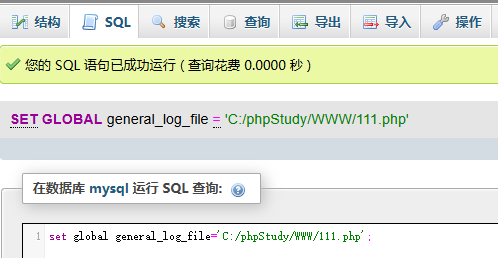 结构 SQL 搜索 查询 导出 导入 操作
您的 SQL 语句已成功运行 ( 查询花费 0.0000 秒 )
SET GLOBAL general_log_file = 'C:/phpStudy/WWW/111.php'
在数据库 mysql 运行 SQL 查询:
1 set global general_log_file='C:/phpStudy/WWW/111.php';